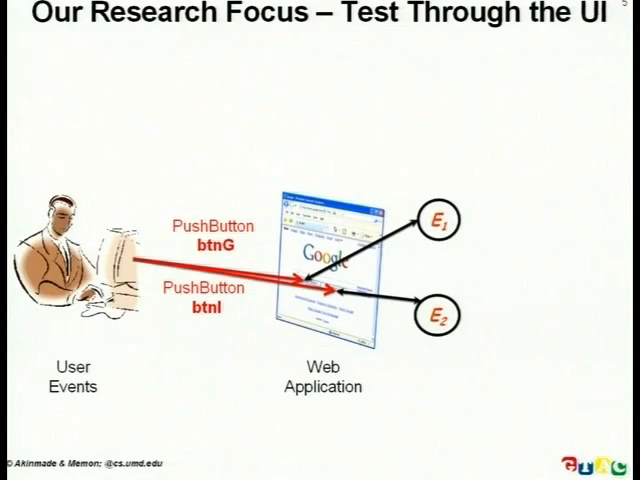 Our Research Focus – Test Through the UI
5
PushButton
btnG
Google
PushButton
btnI
E1
E2
User
Events
Web
Application
© Akinmade & Memon; @cs.umd.edu
GTAC